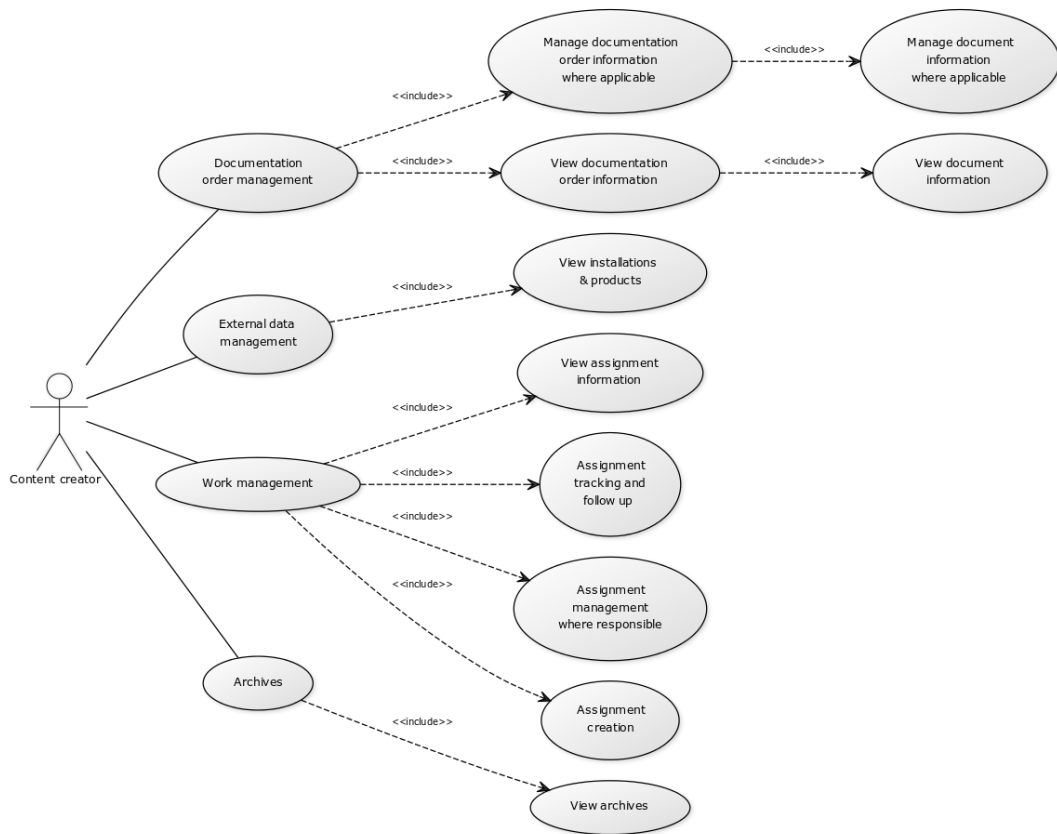 Manage documentation
order information
where applicable
<<include>>
Manage document
information
where applicable
<<include>>
Documentation
order management
<<include>>
View documentation
order information
<<include>>
View document
information
View installations
& products
<<include>>
External data
management
View assignment
information
<<include>>
Content creator
Work management
<<include>>
Assignment
tracking and
follow up
<<include>>
Assignment
management
where responsible
<<include>>
Archives
Assignment
creation
<<include>>
View archives